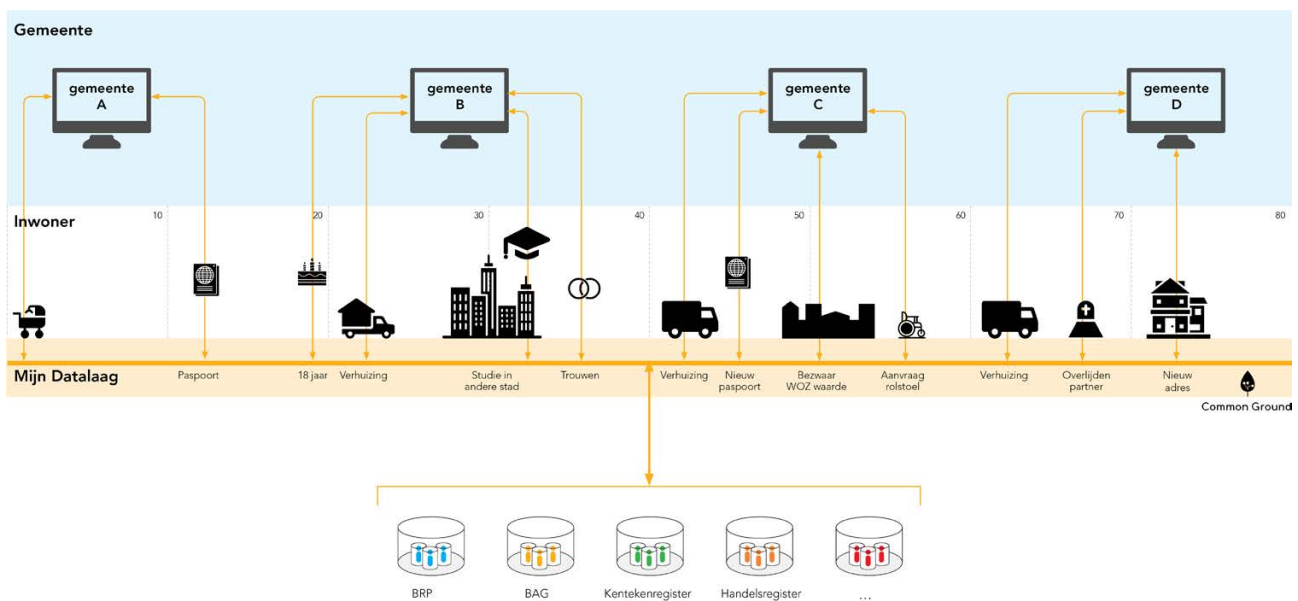 Gemeente
gemeente
A
gemeente
B
gemeente
C
gemeente
D
Inwoner
10
20
30
40
50
60
70
80
Mijn Datalaag
Paspoort
18 jaar
Verhuizing
Studie in
andere stad
Trouwen
Verhuizing
Nieuw
paspoort
Bezwaar
WOZ waarde
Aanvraag
rolstoel
Verhuizing
Overlijden
partner
Nieuw
adres
Common Ground
BRP
BAG
Kentekenregister
Handelsregister
...